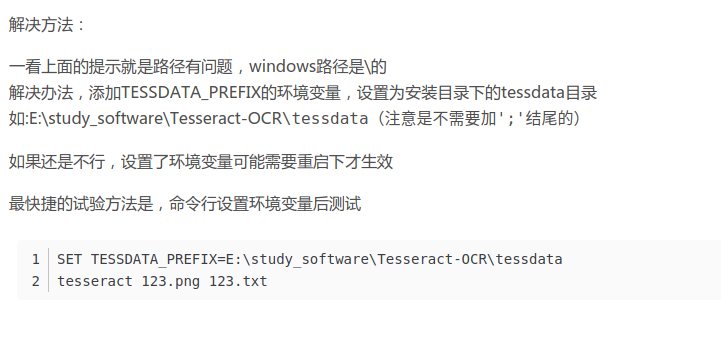 解决方法：
一看上面的提示就是路径有问题，windows路径是\的
解决办法，添加TESSDATA_PREFIX的环境变量，设置为安装目录下的tessdata目录
如:E:\study_software\Tesseract-OCR\tessdata（注意是不需要加';'结尾的）
如果还是不行，设置了环境变量可能需要重启下才生效
最快捷的试验方法是，命令行设置环境变量后测试
1 SET TESSDATA_PREFIX=E:\study_software\Tesseract-OCR\tessdata
2 tesseract 123.png 123.txt